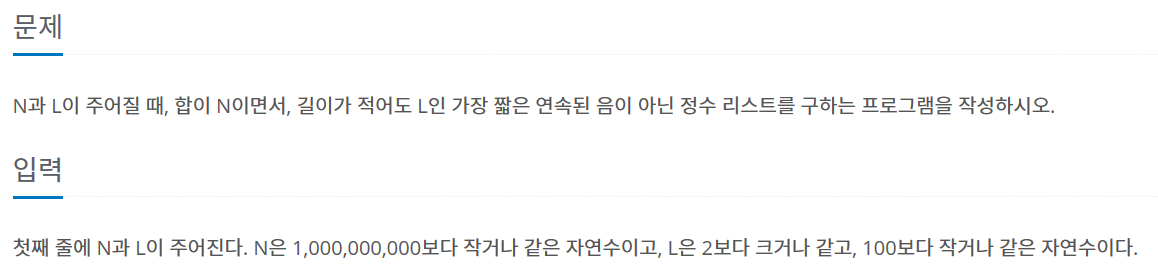 문제
N과 L이 주어질 때, 합이 N이면서, 길이가 적어도 L인 가장 짧은 연속된 음이 아닌 정수 리스트를 구하는 프로그램을 작성하시오.
입력
첫째 줄에 N과 L이 주어진다. N은 1,000,000,000보다 작거나 같은 자연수이고, L은 2보다 크거나 같고, 100보다 작거나 같은 자연수이다.